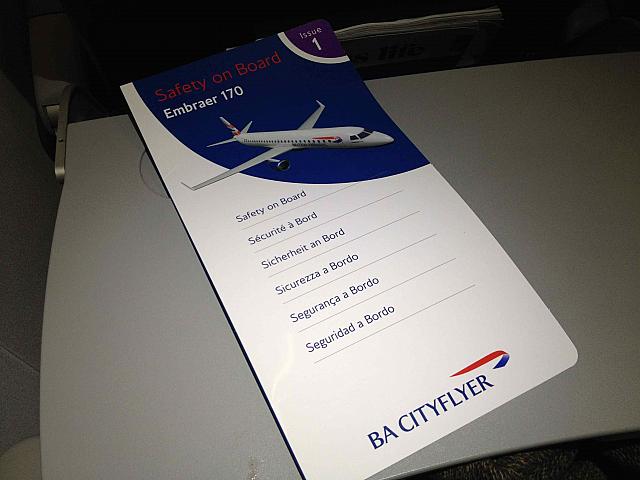 Issue
1
Safety on Board
Embraer 170
Safety on Board
Sécurité à Bord
Sicherheit an Bord
Sicurezza a Bordo
Segurança a Bordo
Seguridad a Bordo
BA CITYFLYER
life